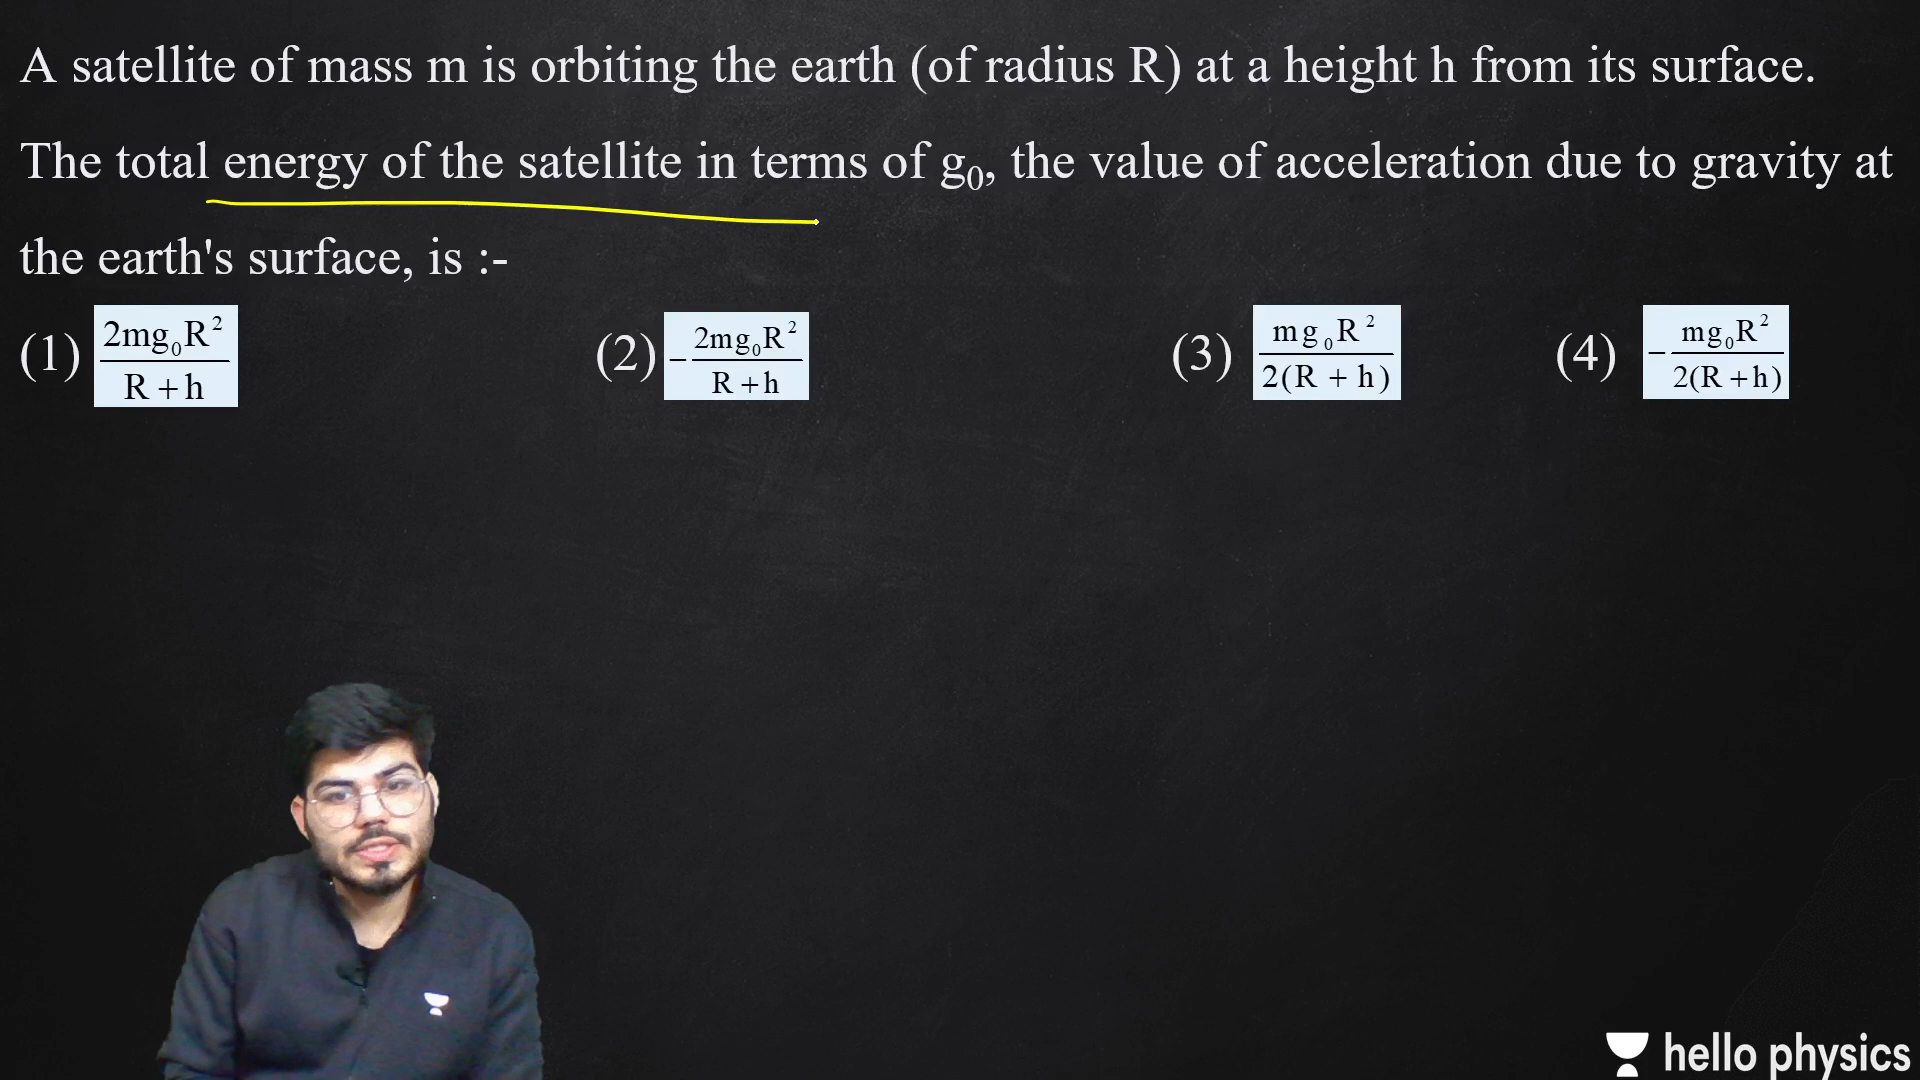 A satellite of mass m is orbiting the earth (of radius R) at a height h from its surface.
The total energy of the satellite in terms of g₀, the value of acceleration due to gravity at
the earth's surface, is :-
(1) 2mg₀R² / R + h (2) - 2mg₀R² / R + h (3) mg₀R² / 2(R + h) (4) - mg₀R² / 2(R + h)
hello physics